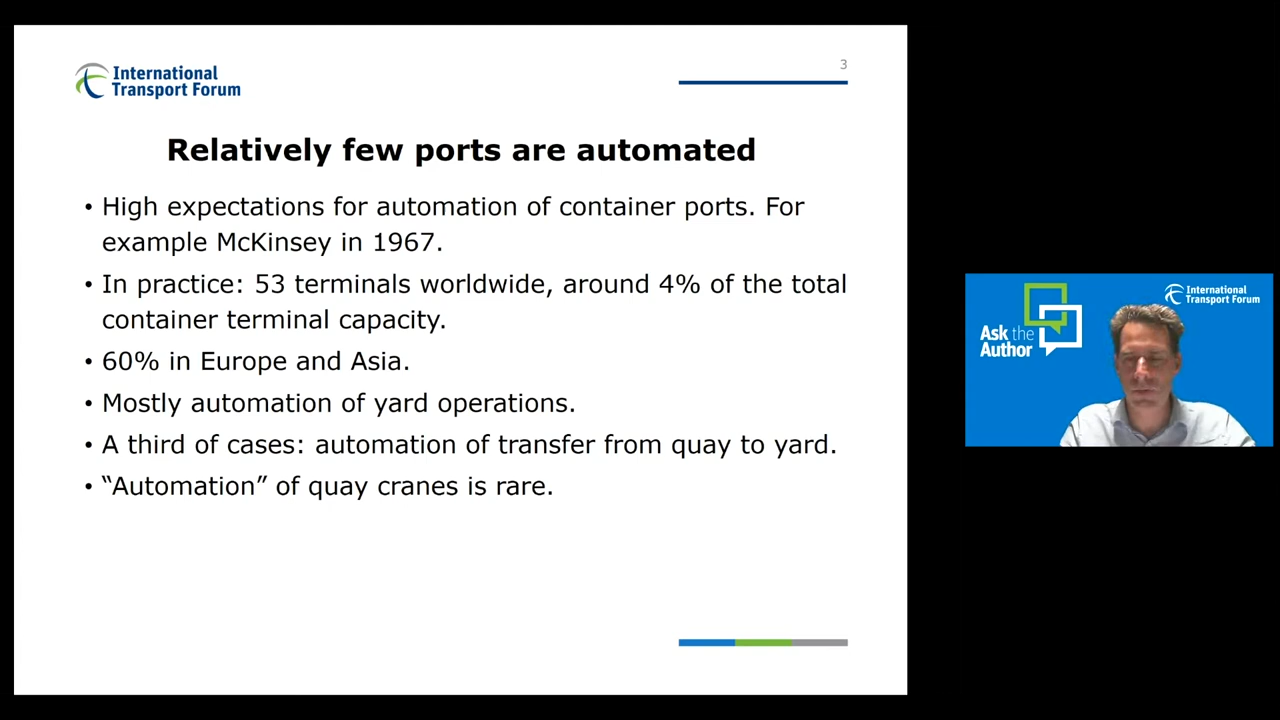 International
Transport Forum
3
Relatively few ports are automated
• High expectations for automation of container ports. For
example McKinsey in 1967.
• In practice: 53 terminals worldwide, around 4% of the total
container terminal capacity.
• 60% in Europe and Asia.
• Mostly automation of yard operations.
• A third of cases: automation of transfer from quay to yard.
• “Automation” of quay cranes is rare.
International
Transport Forum
Ask the
Author